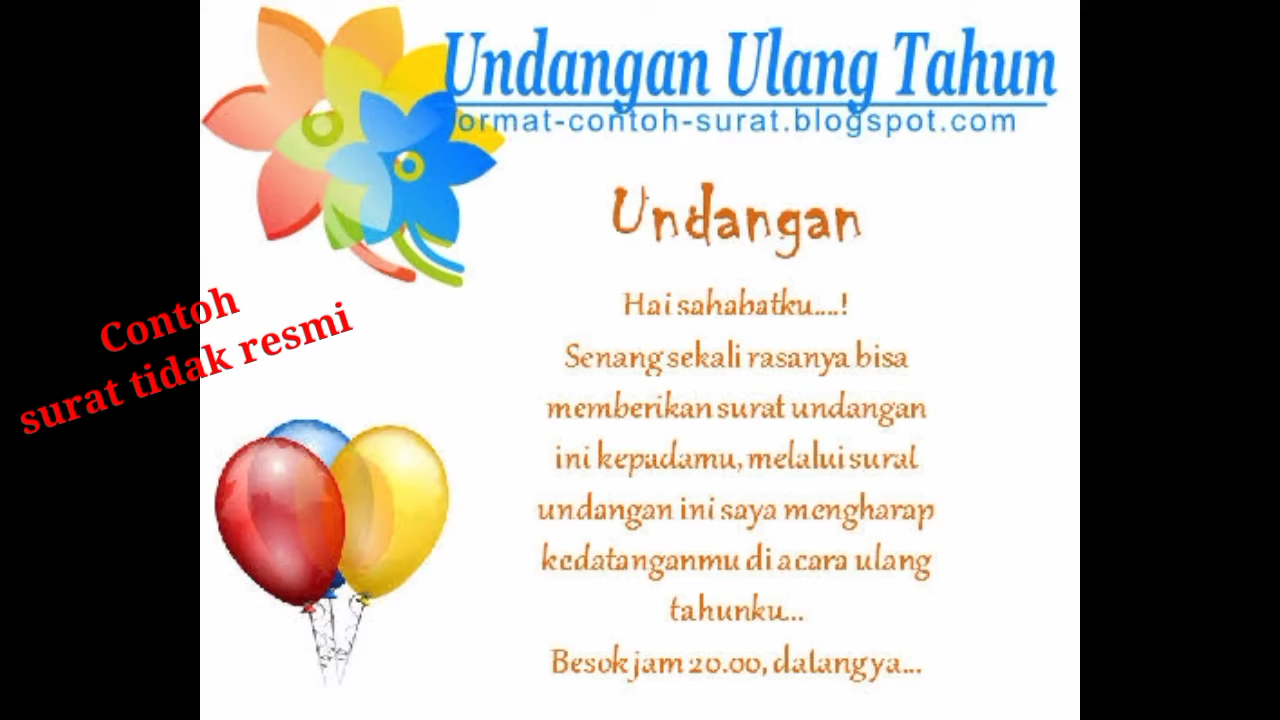 Undangan Ulang Tahun
ormat-contoh-surat.blogspot.com
Undangan
Hai sahabatku....!
Senang sekali rasanya bisa
memberikan surat undangan
ini kepadamu, melalui surat
undangan ini saya mengharap
kedatanganmu di acara ulang
tahunku...
Besok jam 20.00, datang ya...
Contoh
surat tidak resmi